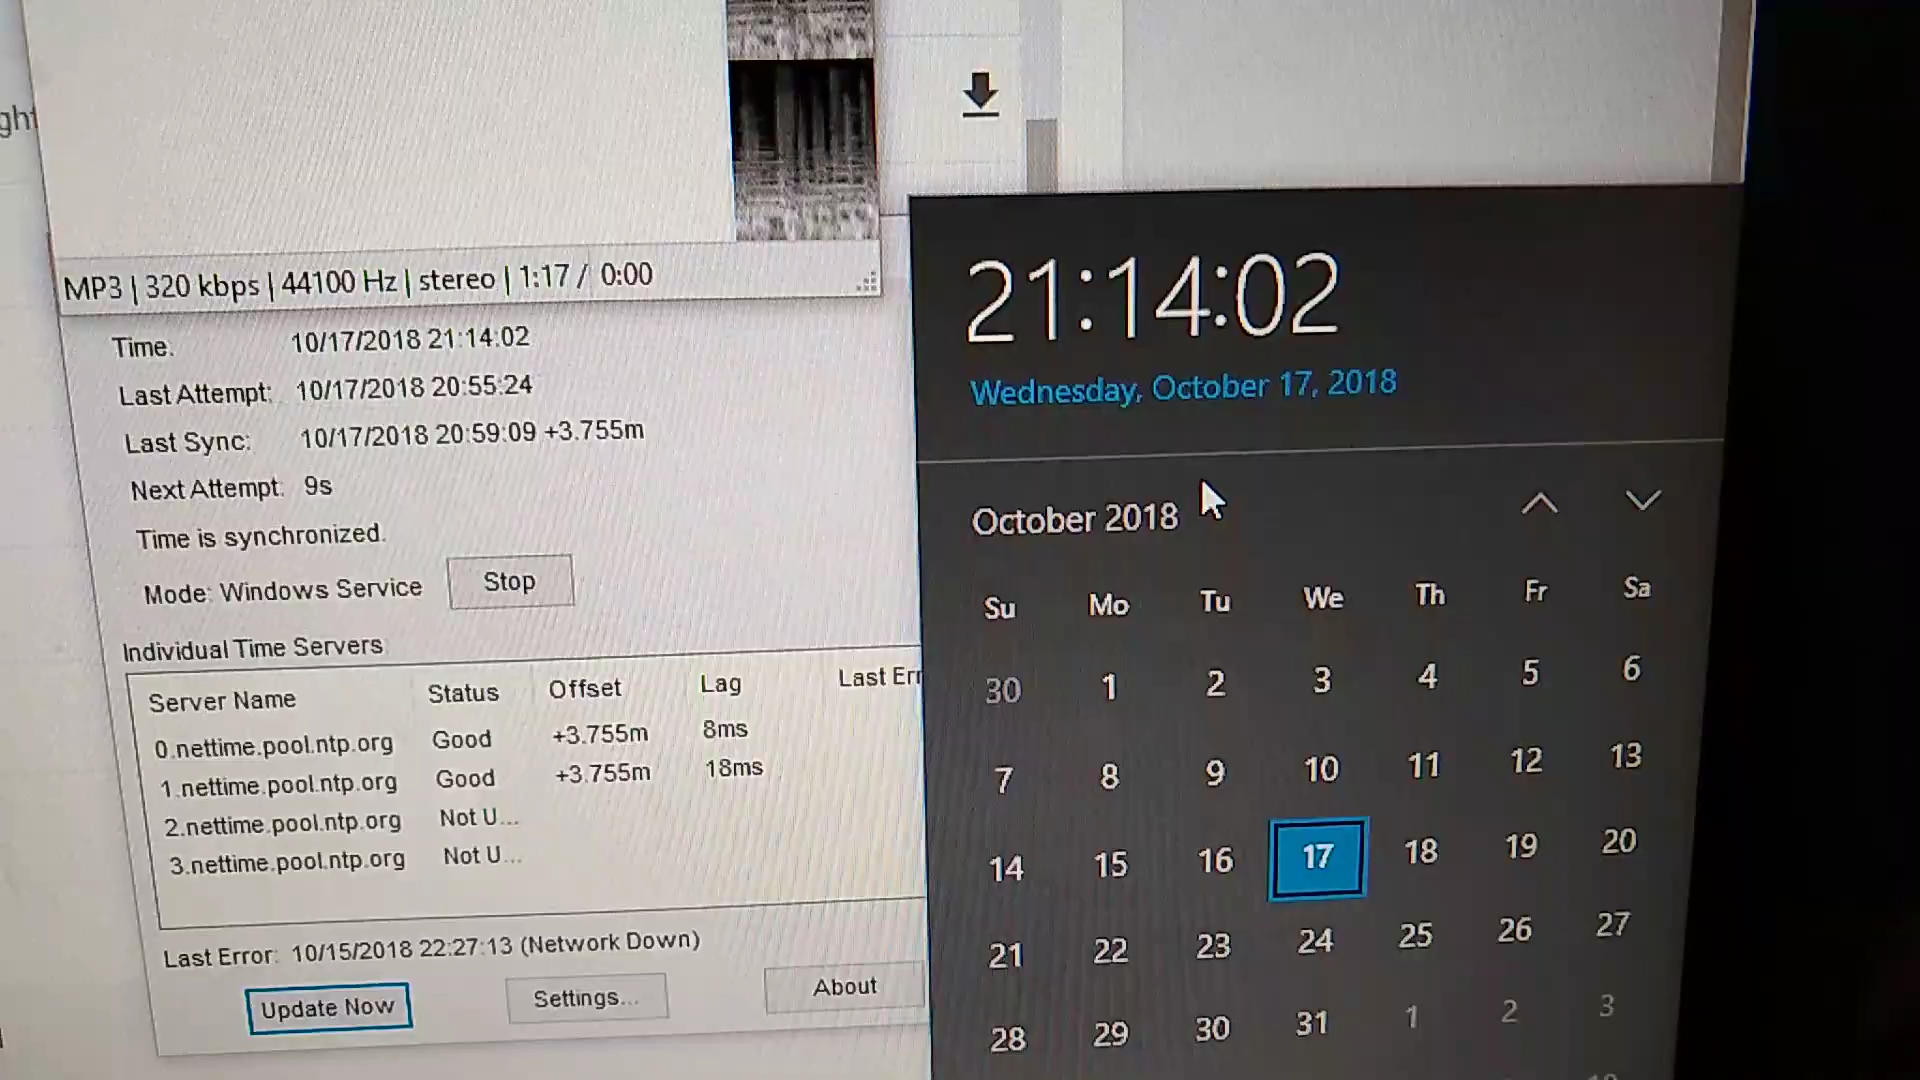 ght
MP3 | 320 kbps | 44100 Hz | stereo | 1:17 / 0:00
Time: 10/17/2018 21:14:02
Last Attempt: 10/17/2018 20:55:24
Last Sync: 10/17/2018 20:59:09 +3.755m
Next Attempt: 9s
Time is synchronized.
Mode: Windows Service Stop
Individual Time Servers
Server Name Status Offset Lag Last Err
0.nettime.pool.ntp.org Good +3.755m 8ms
1.nettime.pool.ntp.org Good +3.755m 18ms
2.nettime.pool.ntp.org Not U...
3.nettime.pool.ntp.org Not U...
Last Error: 10/15/2018 22:27:13 (Network Down)
Update Now Settings... About
21:14:02
Wednesday, October 17, 2018
October 2018
Su Mo Tu We Th Fr Sa
30 1 2 3 4 5 6
7 8 9 10 11 12 13
14 15 16 17 18 19 20
21 22 23 24 25 26 27
28 29 30 31 1 2 3